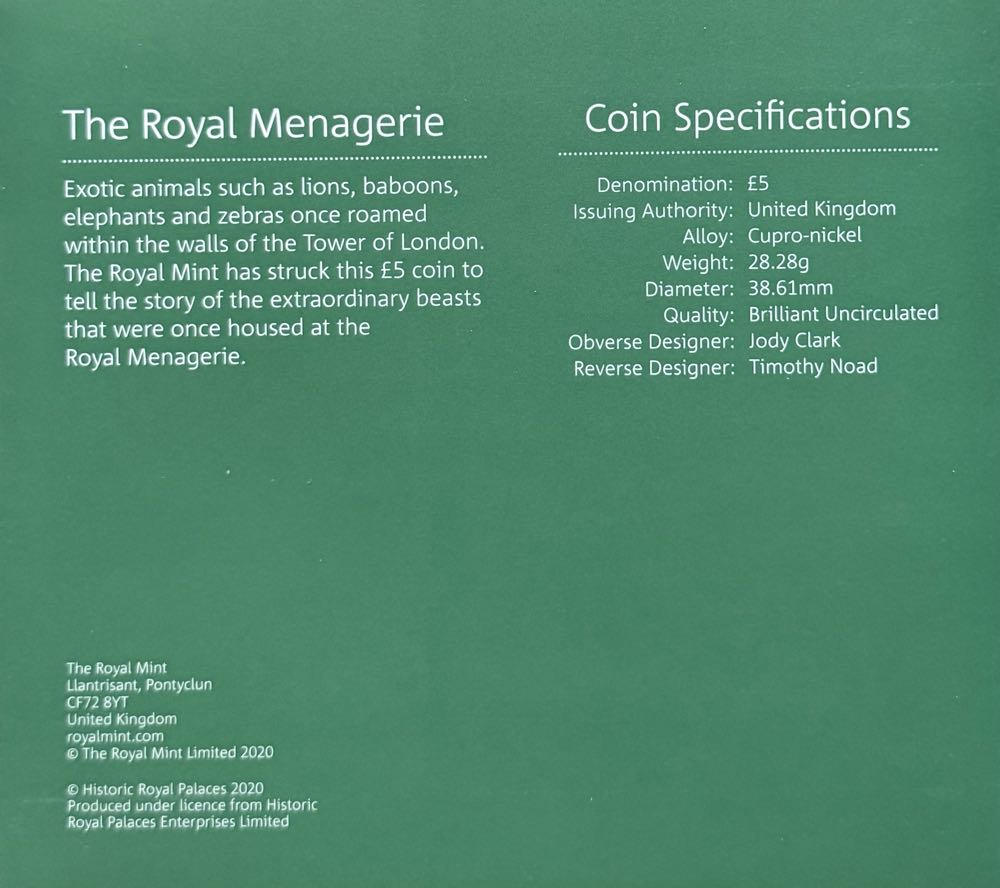 The Royal Menagerie
Exotic animals such as lions, baboons,
elephants and zebras once roamed
within the walls of the Tower of London.
The Royal Mint has struck this £5 coin to
tell the story of the extraordinary beasts
that were once housed at the
Royal Menagerie.
Coin Specifications
Denomination: £5
Issuing Authority: United Kingdom
Alloy: Cupro-nickel
Weight: 28.28g
Diameter: 38.61mm
Quality: Brilliant Uncirculated
Obverse Designer: Jody Clark
Reverse Designer: Timothy Noad
The Royal Mint
Llantrisant, Pontyclun
CF72 8YT
United Kingdom
royalmint.com
© The Royal Mint Limited 2020
© Historic Royal Palaces 2020
Produced under licence from Historic
Royal Palaces Enterprises Limited